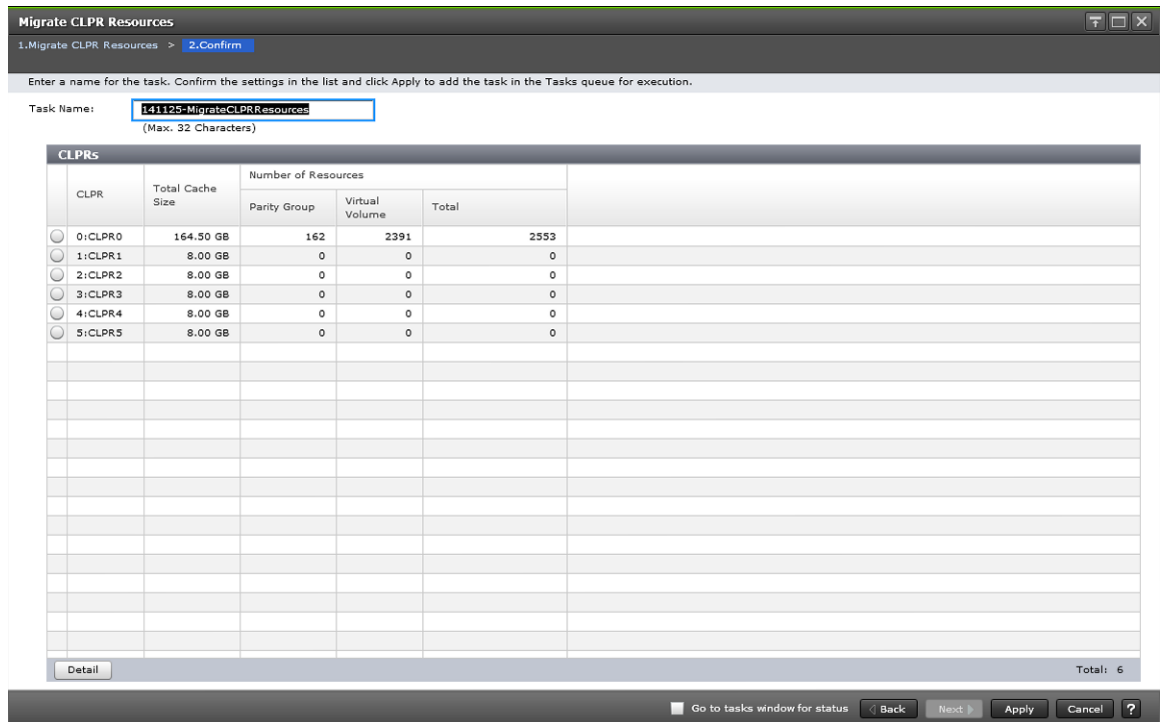 Migrate CLPR Resources
1.Migrate CLPR Resources > 2.Confirm
Enter a name for the task. Confirm the settings in the list and click Apply to add the task in the Tasks queue for execution.
Task Name: 141125-MigrateCLPRResources
(Max. 32 Characters)
CLPRs
CLPR Total Cache Size Number of Resources
Parity Group Virtual Volume Total
0:CLPR0 164.50 GB 162 2391 2553
1:CLPR1 8.00 GB 0 0 0
2:CLPR2 8.00 GB 0 0 0
3:CLPR3 8.00 GB 0 0 0
4:CLPR4 8.00 GB 0 0 0
5:CLPR5 8.00 GB 0 0 0
Detail Total: 6
Go to tasks window for status Back Next Apply Cancel ?